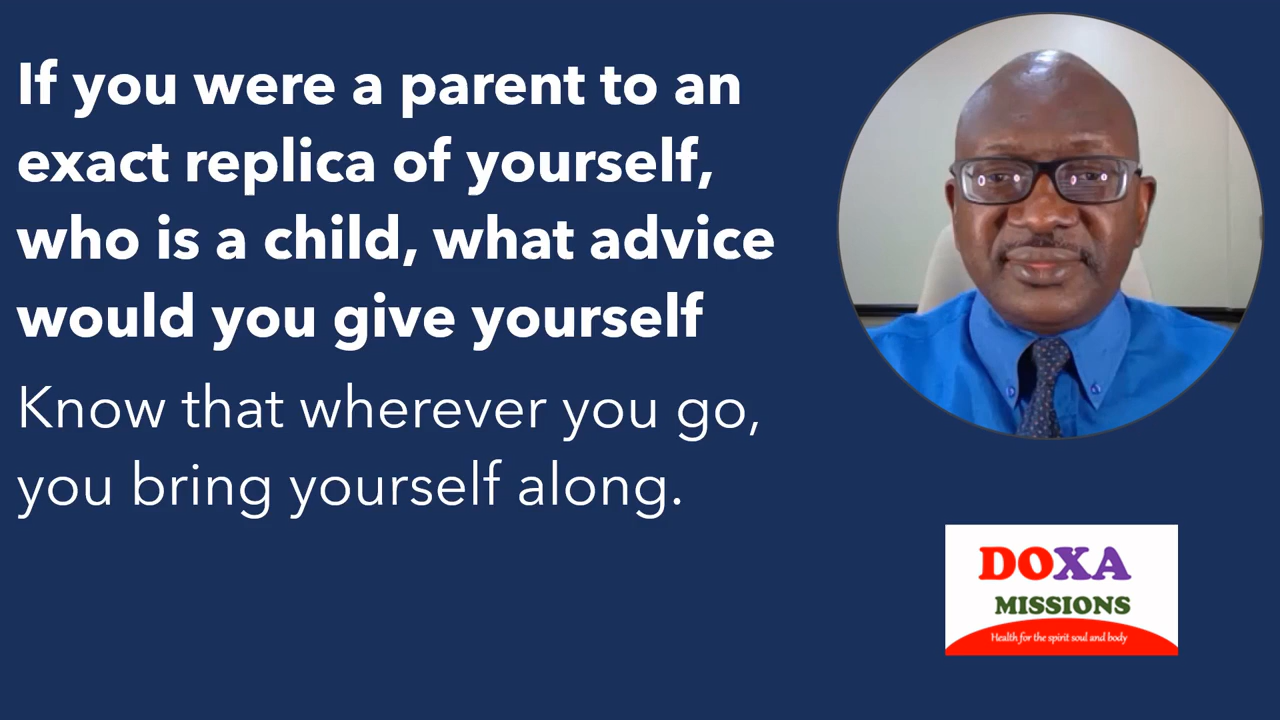 If you were a parent to an
exact replica of yourself,
who is a child, what advice
would you give yourself
Know that wherever you go,
you bring yourself along.
DOXA
MISSIONS
Health for the spirit soul and body